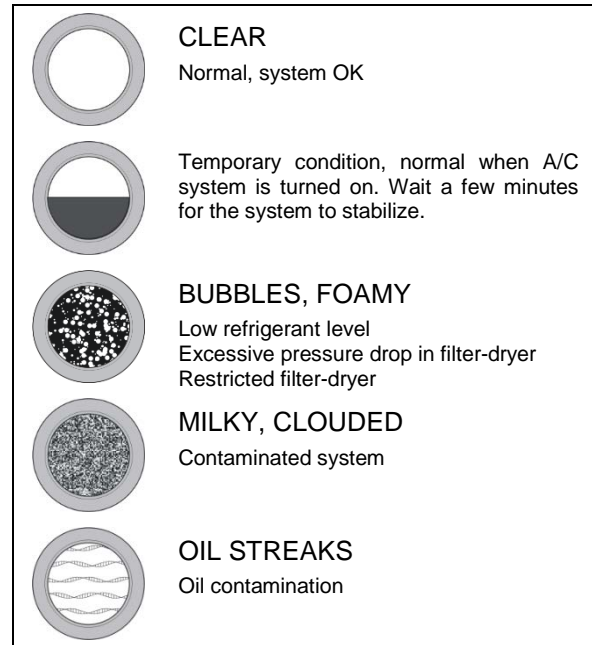 CLEAR
Normal, system OK
Temporary condition, normal when A/C
system is turned on. Wait a few minutes
for the system to stabilize.
BUBBLES, FOAMY
Low refrigerant level
Excessive pressure drop in filter-dryer
Restricted filter-dryer
MILKY, CLOUDED
Contaminated system
OIL STREAKS
Oil contamination